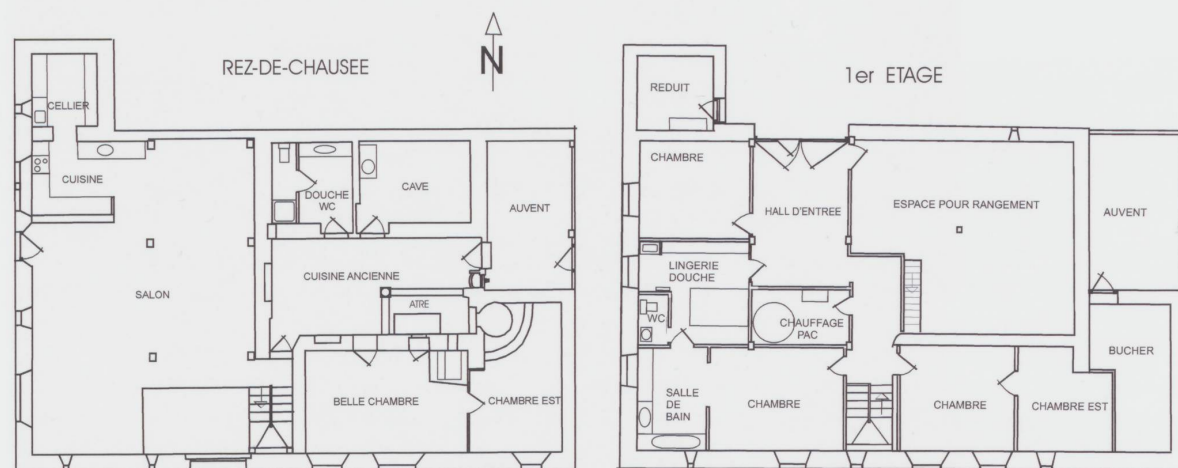 REZ-DE-CHAUSEE
N
CELLIER
CUISINE
DOUCHE
WC
CAVE
AUVENT
CUISINE ANCIENNE
SALON
ATRE
BELLE CHAMBRE
CHAMBRE EST
1er ETAGE
REDUIT
CHAMBRE
HALL D'ENTREE
ESPACE POUR RANGEMENT
AUVENT
LINGERIE
DOUCHE
WC
CHAUFFAGE
PAC
BUCHER
SALLE
DE
BAIN
CHAMBRE
CHAMBRE
CHAMBRE EST